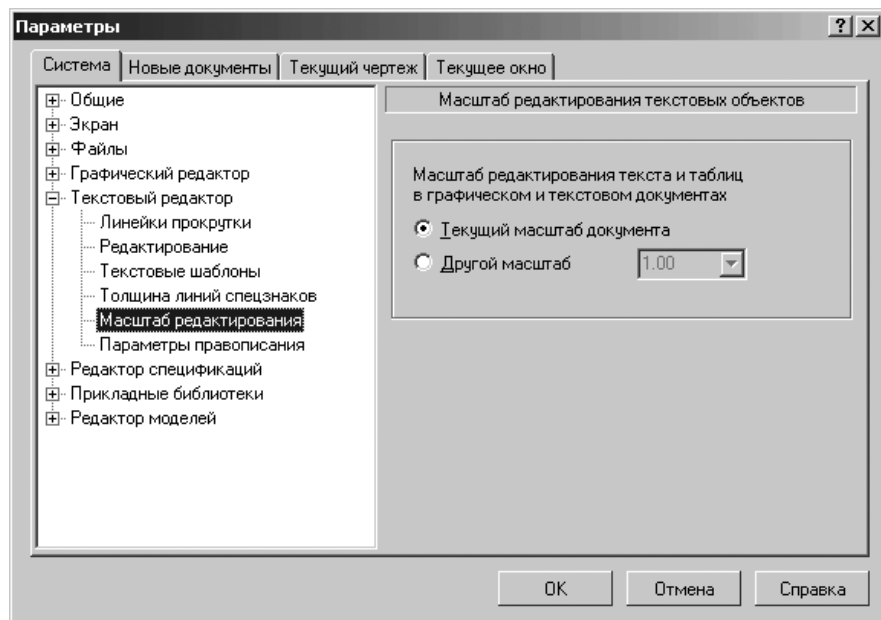 Параметры
Система Новые документы Текущий чертеж Текущее окно
Общие
Экран
Файлы
Графический редактор
Текстовый редактор
Линейки прокрутки
Редактирование
Текстовые шаблоны
Толщина линий спецзнаков
Масштаб редактирования
Параметры правописания
Редактор спецификаций
Прикладные библиотеки
Редактор моделей
Масштаб редактирования текстовых объектов
Масштаб редактирования текста и таблиц
в графическом и текстовом документах
Текущий масштаб документа
Другой масштаб 1.00
OK Отмена Справка